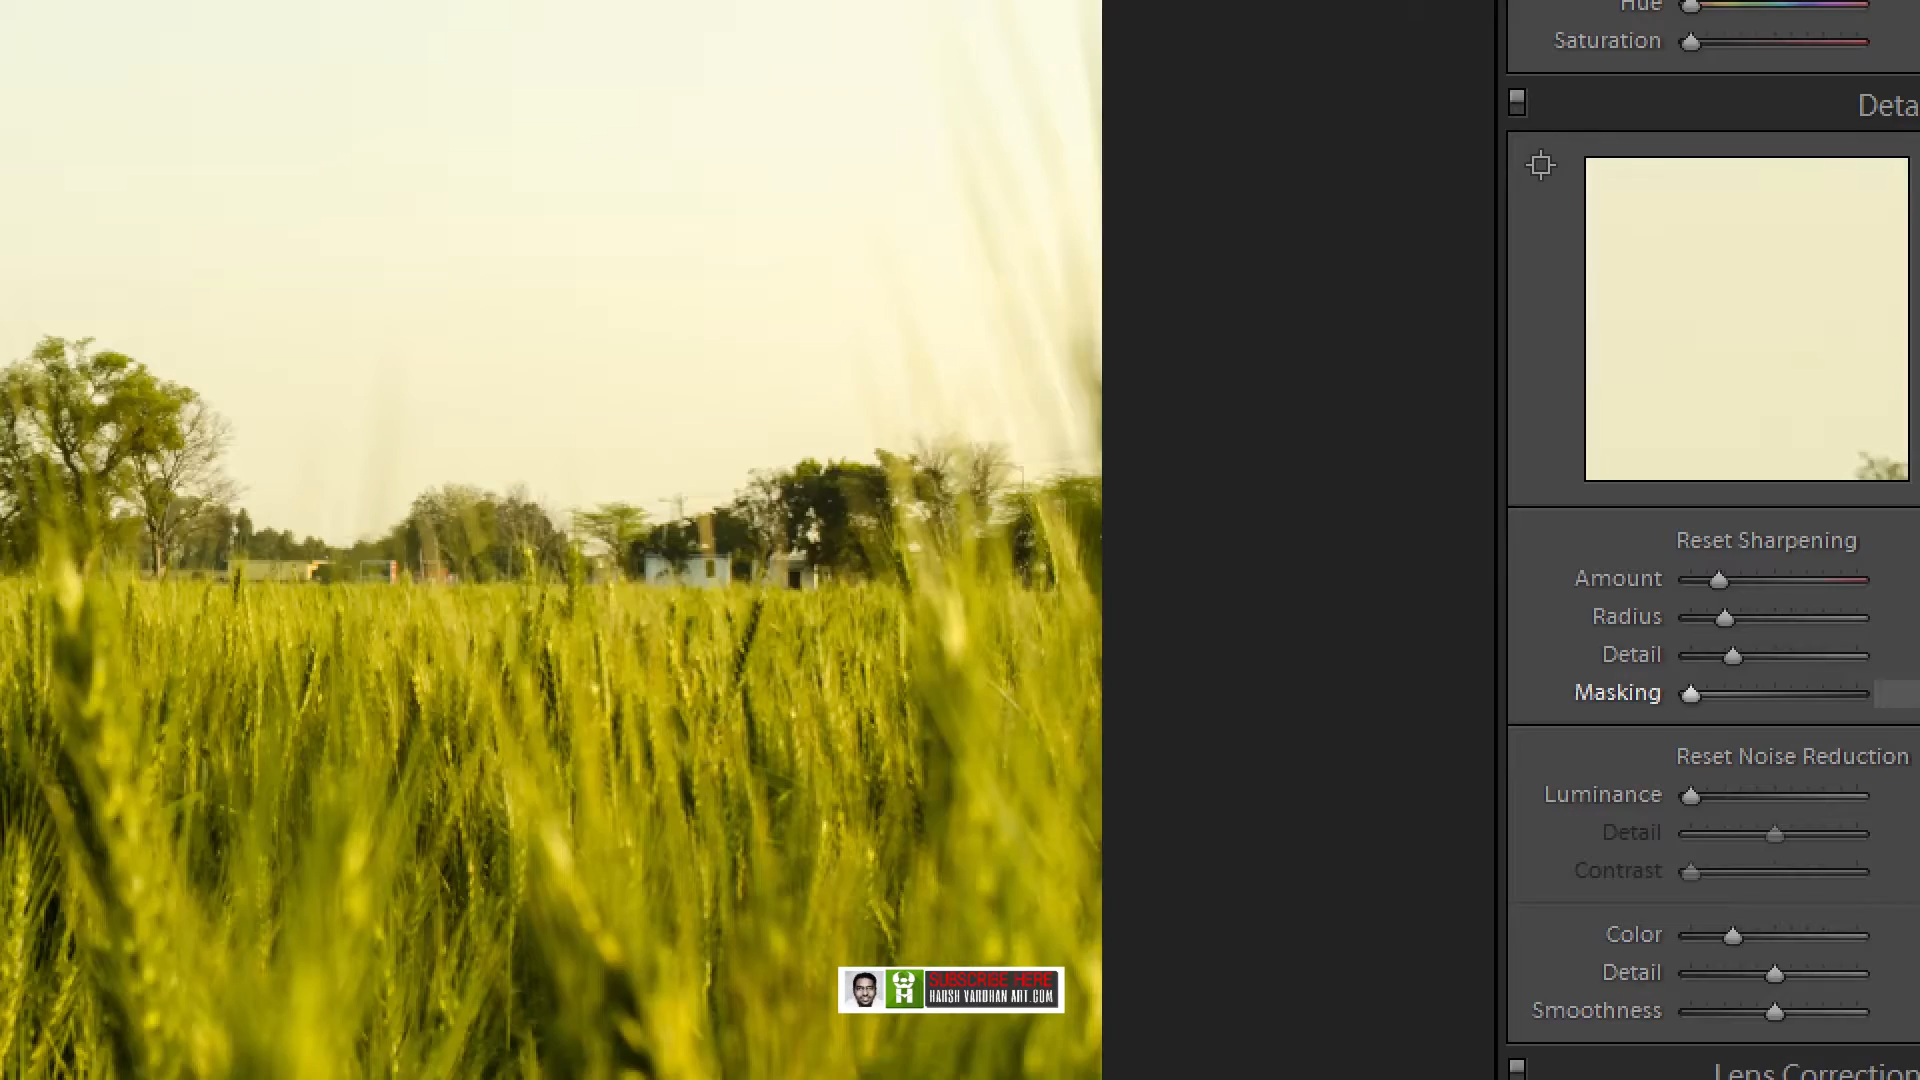 Hue
Saturation
Deta
Reset Sharpening
Amount
Radius
Detail
Masking
Reset Noise Reduction
Luminance
Detail
Contrast
Color
Detail
Smoothness
SUBSCRIBE HERE
HARSH VARDHAN ART.COM
Lens Correction